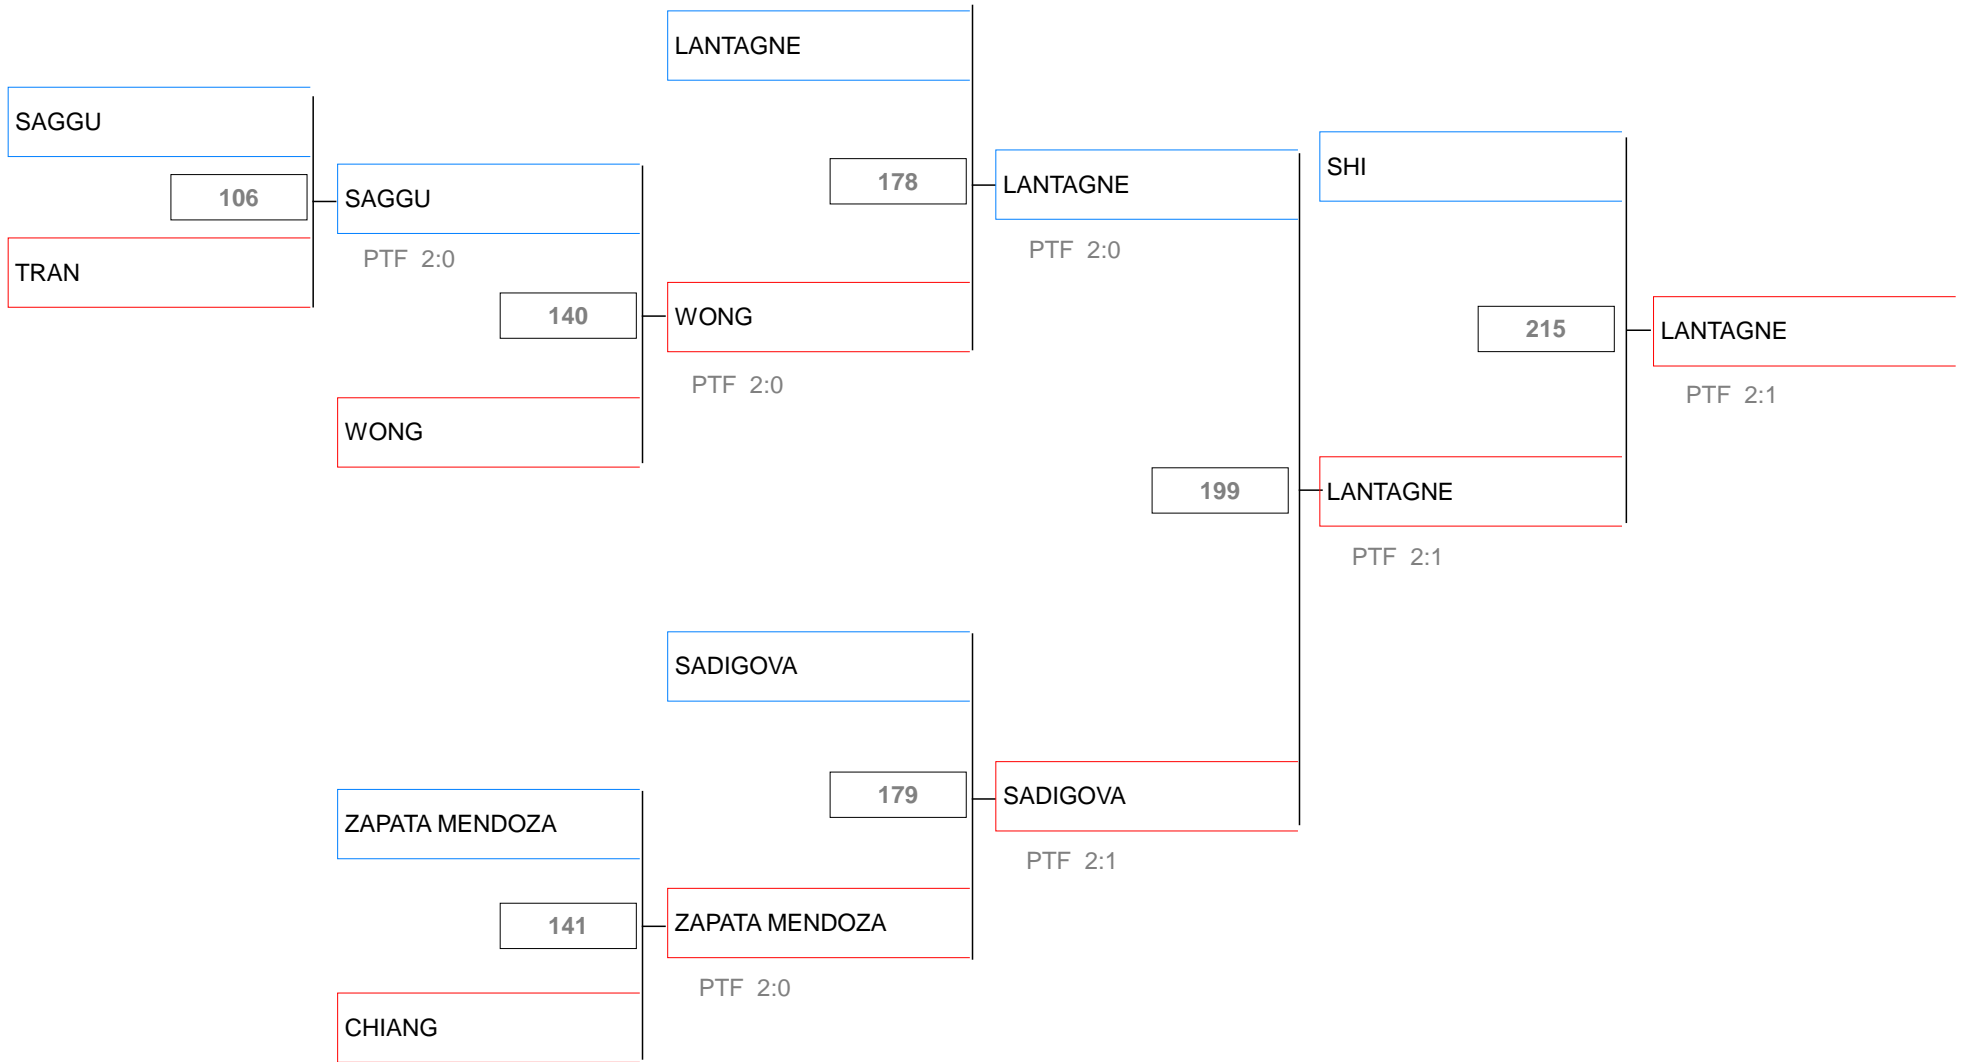 LANTAGNE
SAGGU
SHI
106
178
LANTAGNE
SAGGU
PTF 2:0
PTF 2:0
TRAN
140
WONG
215
LANTAGNE
PTF 2:0
PTF 2:1
WONG
199
LANTAGNE
PTF 2:1
SADIGOVA
179
SADIGOVA
ZAPATA MENDOZA
PTF 2:1
141
ZAPATA MENDOZA
PTF 2:0
CHIANG